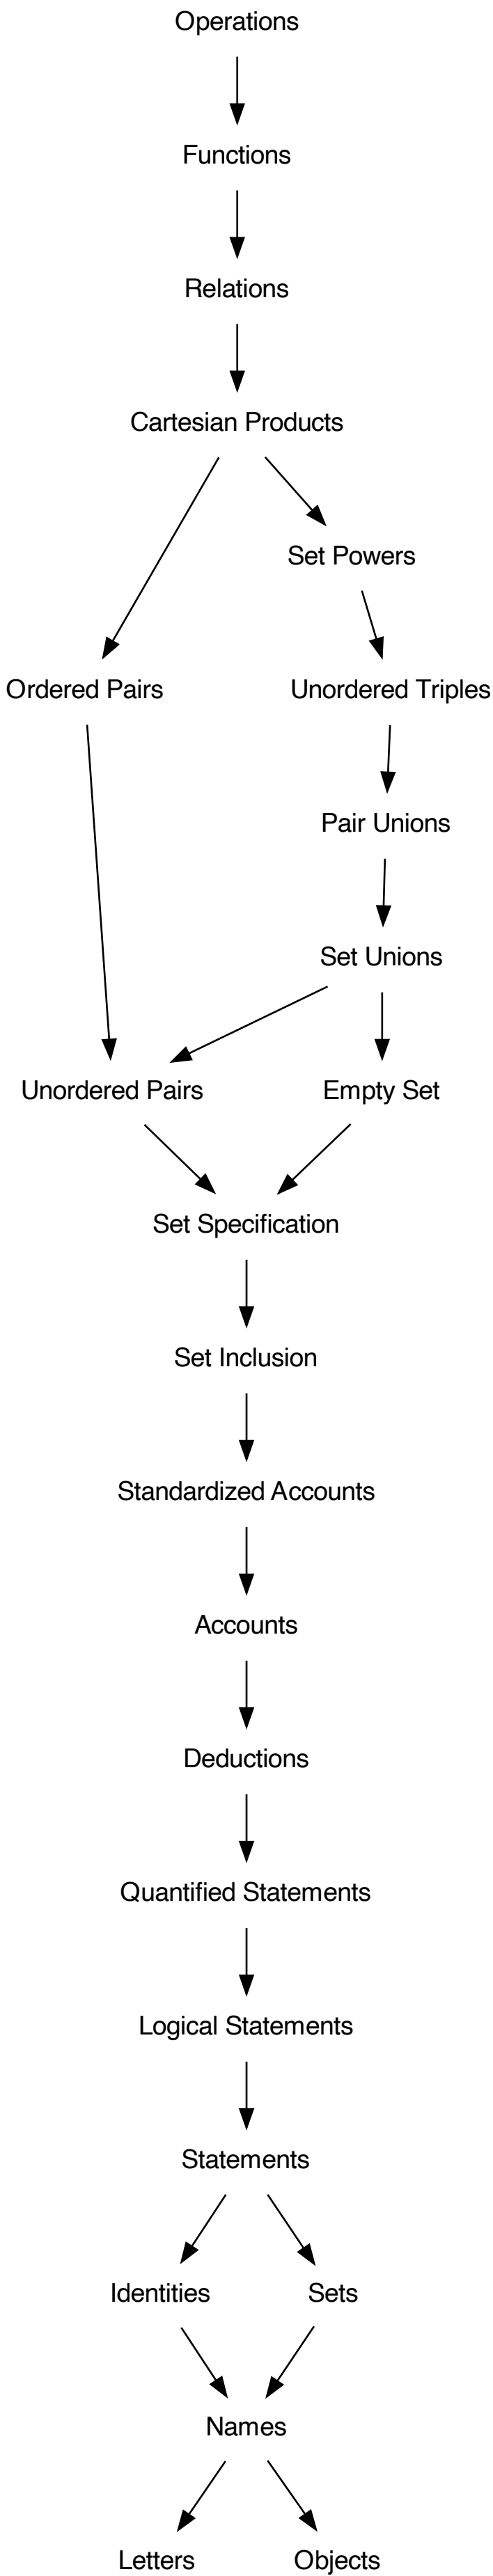 Operations
Functions
Relations
Cartesian Products
Set Powers
Ordered Pairs
Unordered Triples
Pair Unions
Set Unions
Unordered Pairs
Empty Set
Set Specification
Set Inclusion
Standardized Accounts
Accounts
Deductions
Quantified Statements
Logical Statements
Statements
Identities
Sets
Names
Letters
Objects